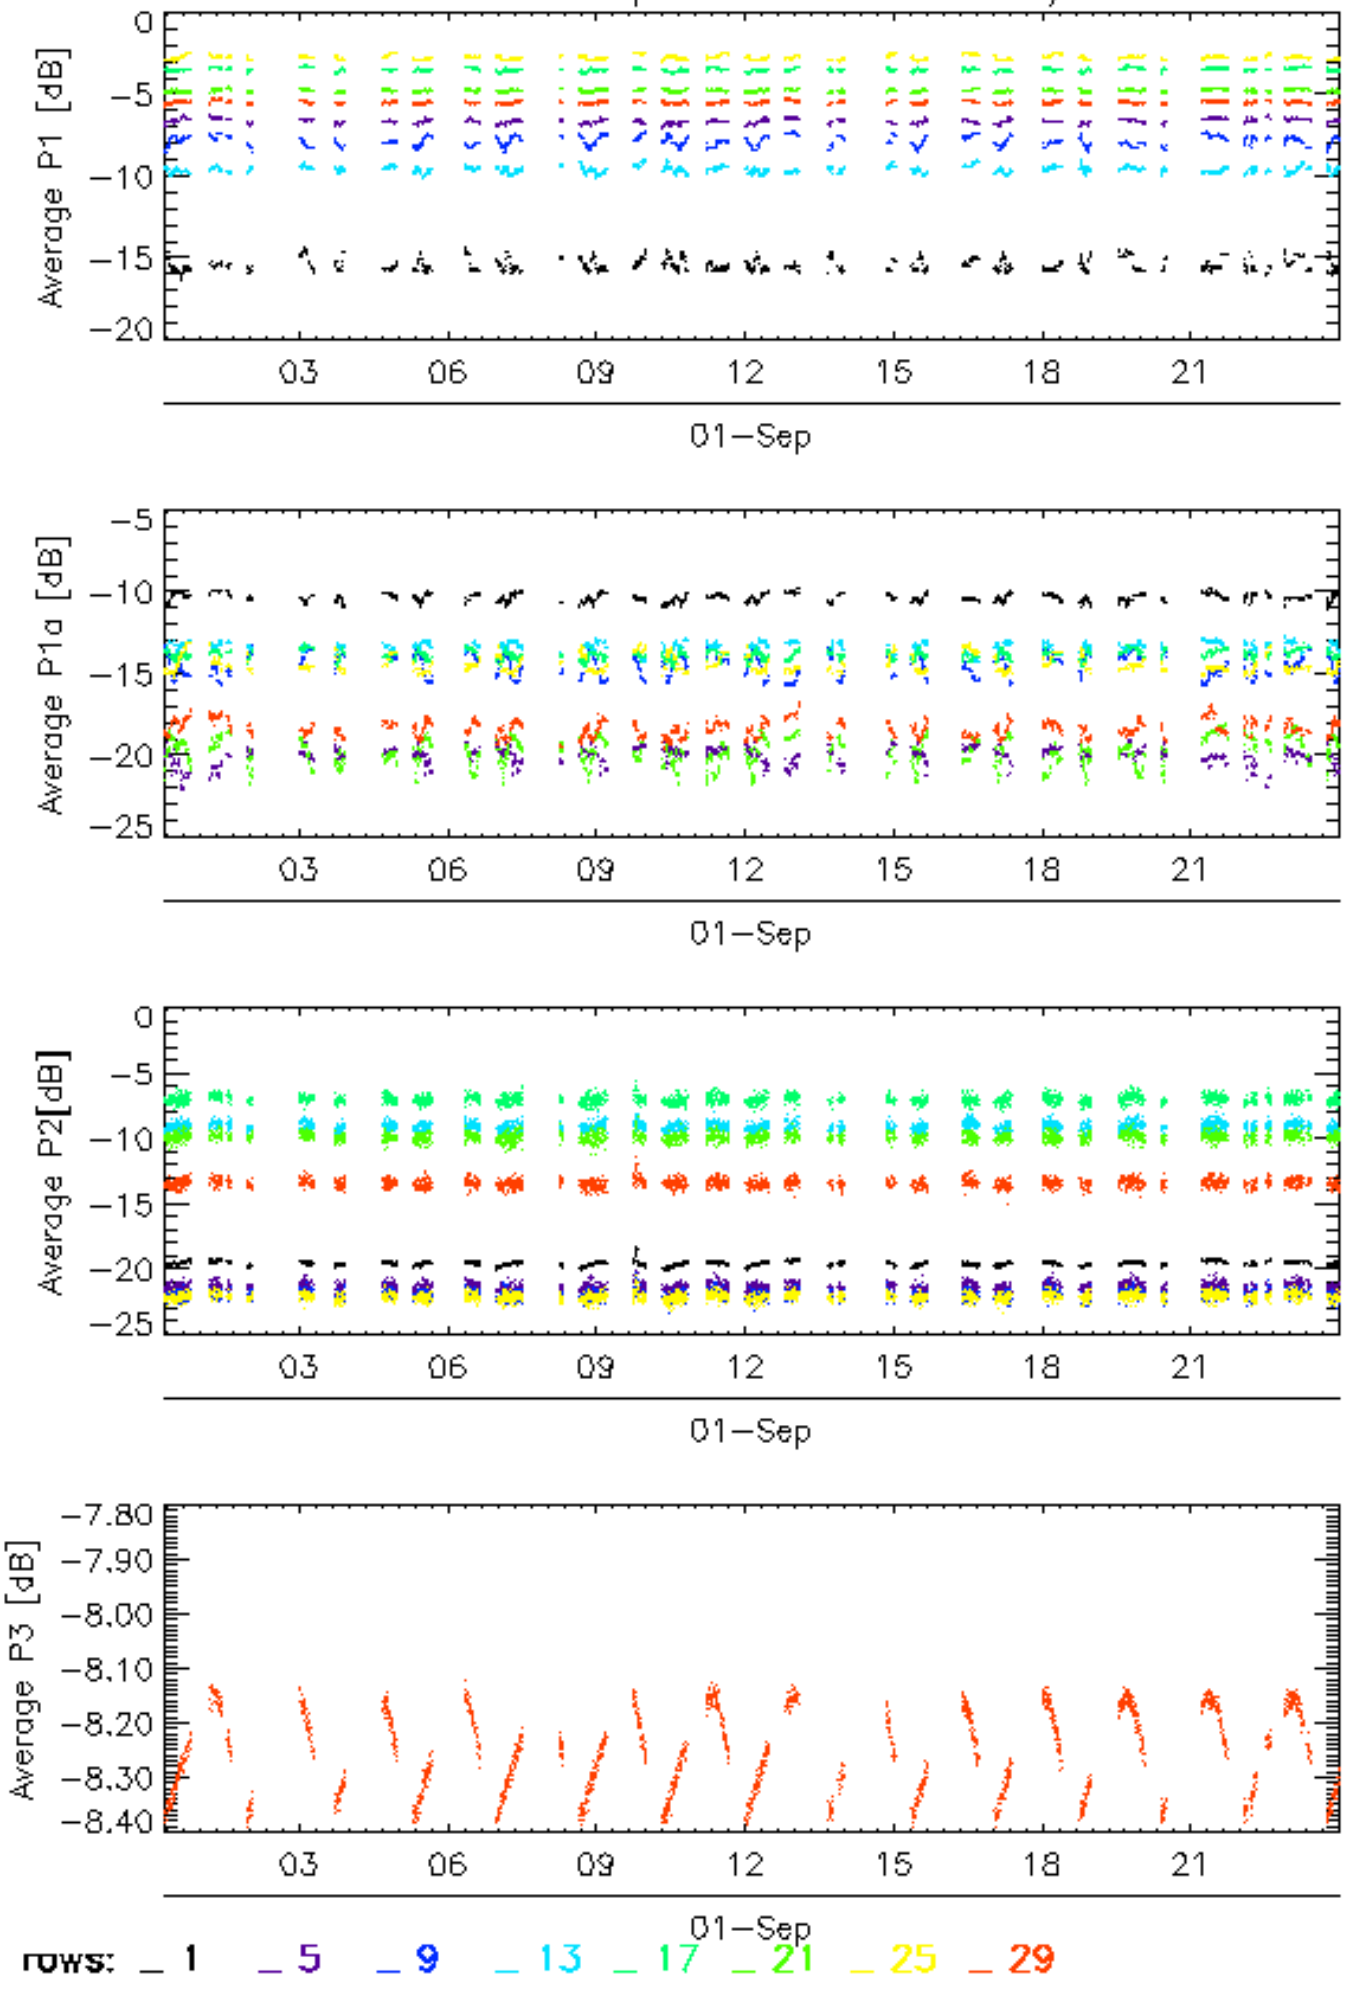 Average P1 [dB]
0
−5
−10
−15
−20
03 06 09 12 15 18 21
01−Sep
Average P1a [dB]
−5
−10
−15
−20
−25
03 06 09 12 15 18 21
01−Sep
Average P2[dB]
0
−5
−10
−15
−20
−25
03 06 09 12 15 18 21
01−Sep
Average P3 [dB]
−7.80
−7.90
−8.00
−8.10
−8.20
−8.30
−8.40
03 06 09 12 15 18 21
01−Sep
rows: _ 1 _ 5 _ 9 _ 13 _ 17 _ 21 _ 25 _ 29